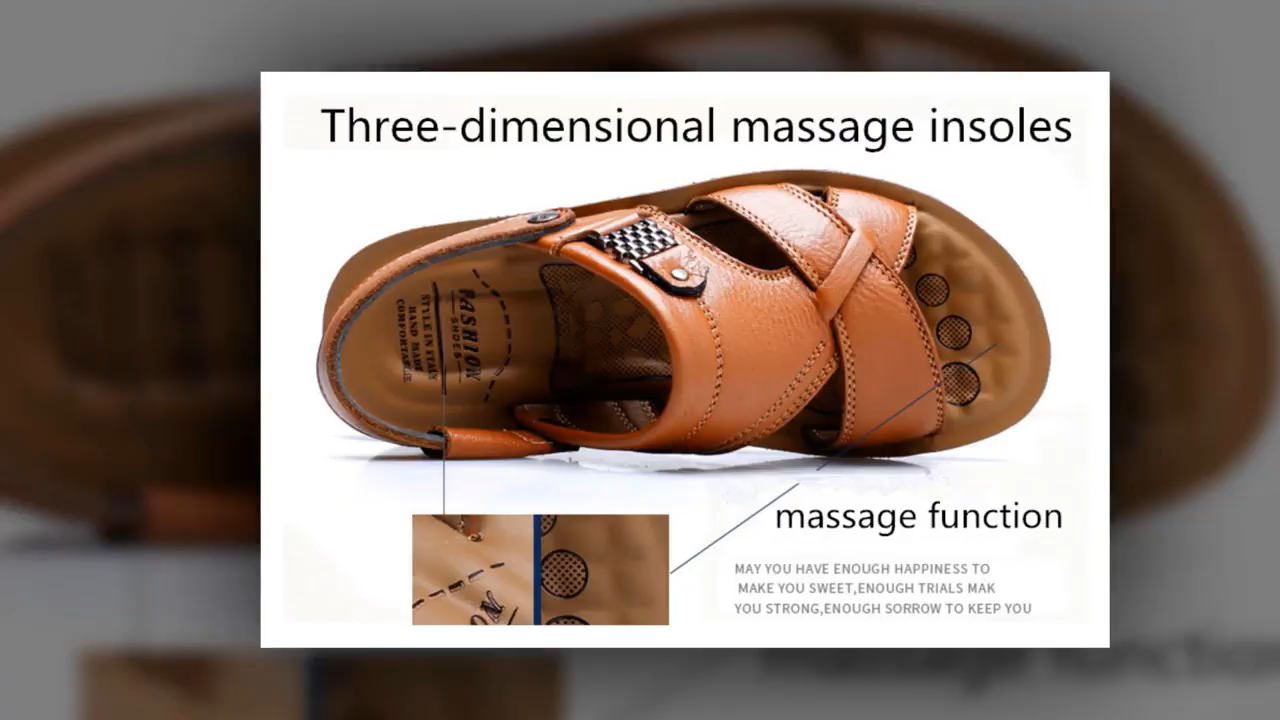 Three-dimensional massage insoles
FASHION
SHOES
STYLE IN ITALY
HAND MADE
COMFORTABLE
massage function
MAY YOU HAVE ENOUGH HAPPINESS TO
MAKE YOU SWEET,ENOUGH TRIALS MAK
YOU STRONG,ENOUGH SORROW TO KEEP YOU